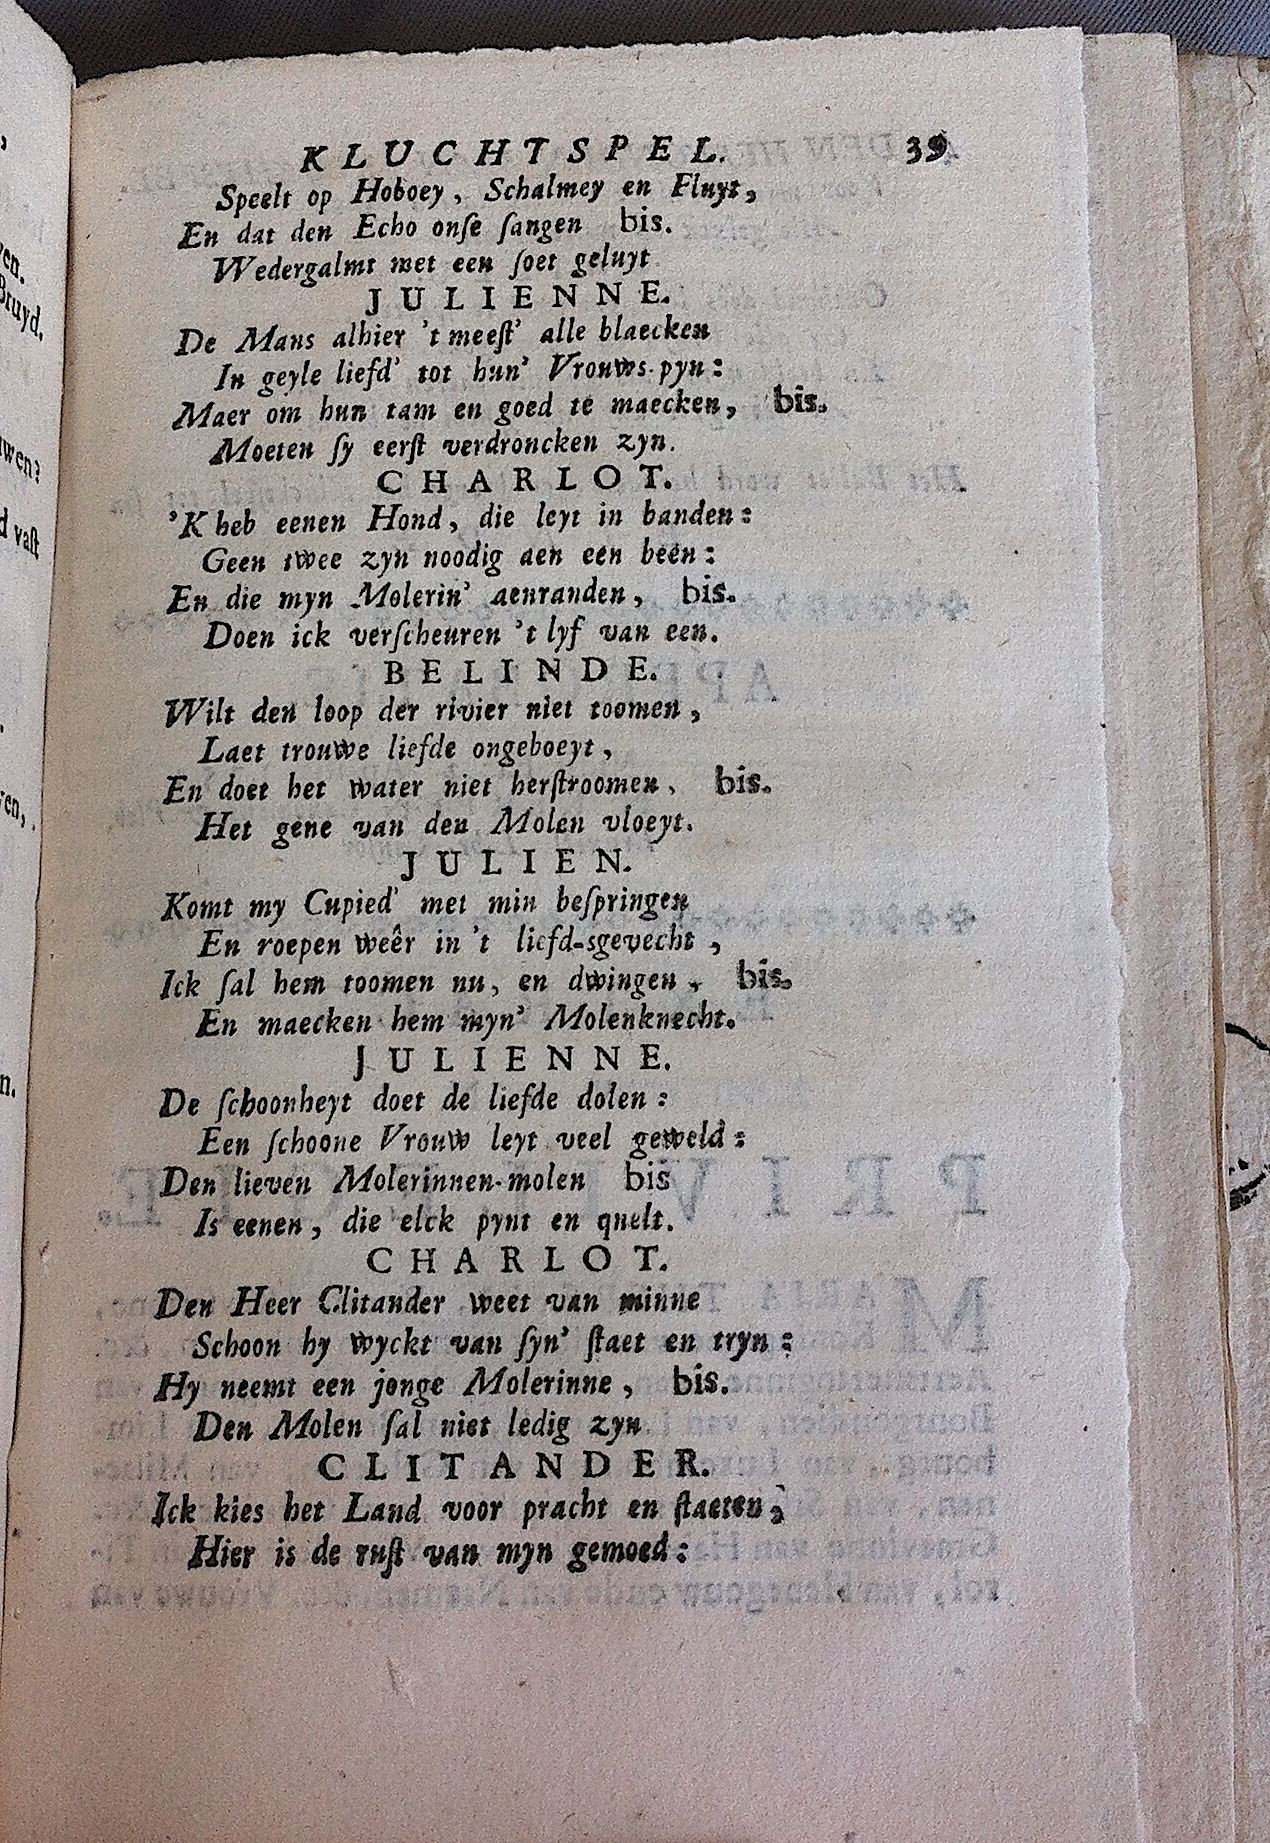 KLUCHTSPEL. 39
Speelt op Hoboey, Schalmey en Fluyt,
En dat den Echo onſe ſangen bis.
Wedergalmt met een ſoet geluyt
JULIENNE.
De Mans alhier 't meeſt' alle blaecken
In geyle liefd' tot hun' Vrouws-pyn:
Maer om hun tam en goed te maecken, bis.
Moeten ſy eerſt verdroncken zyn.
CHARLOT.
'K heb eenen Hond, die leyt in banden:
Geen twee zyn noodig aen een been:
En die myn Molerin' aenranden, bis.
Doen ick verſcheuren 't lyf van een.
BELINDE.
Wilt den loop der rivier niet toomen,
Laet trouwe liefde ongeboeyt,
En doet het water niet herſtroomen, bis.
Het gene van den Molen vloeyt.
JULIEN.
Komt my Cupied' met min beſpringen
En roepen weêr in 't liefd-sgevecht,
Ick ſal hem toomen nu, en dwingen, bis.
En maecken hem myn' Molenknecht.
JULIENNE.
De ſchoonheyt doet de liefde dolen:
Een ſchoone Vrouw leyt veel geweld:
Den lieven Molerinnen-molen bis
Is eenen, die elck pynt en quelt.
CHARLOT.
Den Heer Clitander weet van minne
Schoon hy wyckt van ſyn' ſtaet en tryn:
Hy neemt een jonge Molerinne, bis.
Den Molen ſal niet ledig zyn
CLITANDER.
Ick kies het Land voor pracht en ſtaeten,
Hier is de ruſt van myn gemoed: